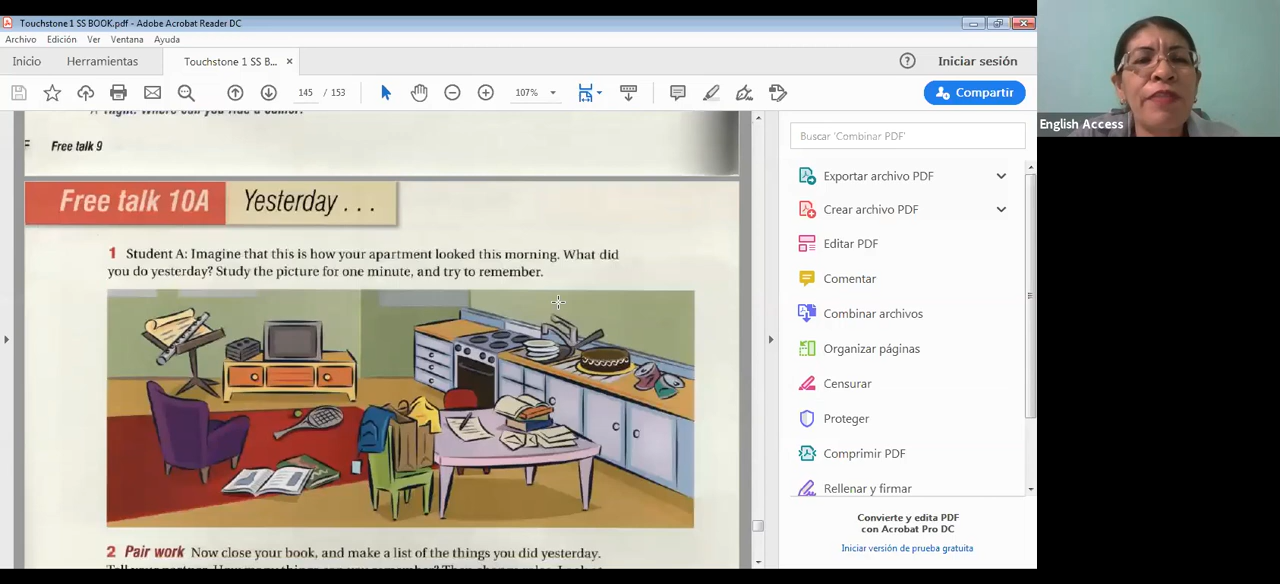 Touchstone 1 SS BOOK.pdf - Adobe Acrobat Reader DC
Archivo Edición Ver Ventana Ayuda
Inicio Herramientas Touchstone 1 SS B... × Iniciar sesión
145 / 153 107% Compartir
Free talk 9
Free talk 10A Yesterday . . .
1 Student A: Imagine that this is how your apartment looked this morning. What did
you do yesterday? Study the picture for one minute, and try to remember.
2 Pair work Now close your book, and make a list of the things you did yesterday.
Buscar 'Combinar PDF'
Exportar archivo PDF
Crear archivo PDF
Editar PDF
Comentar
Combinar archivos
Organizar páginas
Censurar
Proteger
Comprimir PDF
Rellenar y firmar
Convierte y edita PDF
con Acrobat Pro DC
Iniciar versión de prueba gratuita
English Access